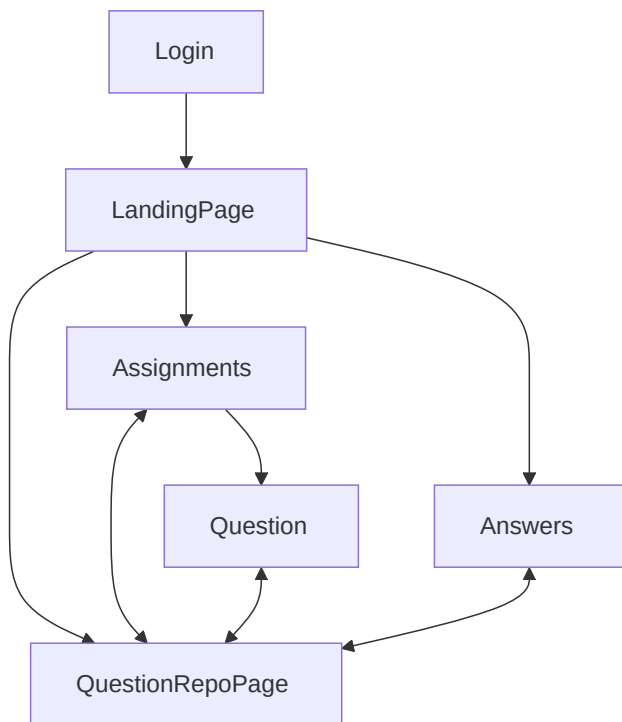 Login
LandingPage
Assignments
Question
Answers
QuestionRepoPage